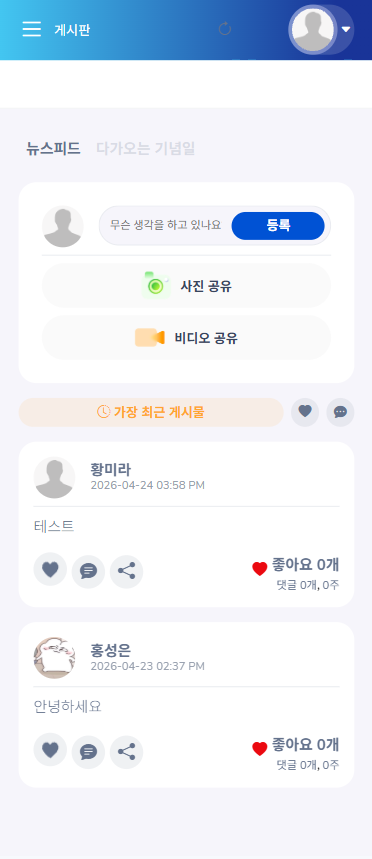 게시판
뉴스피드 다가오는 기념일
무슨 생각을 하고 있나요 등록
사진 공유
비디오 공유
가장 최근 게시물
황미라
2026-04-24 03:58 PM
테스트
좋아요 0개
댓글 0개, 0주
홍성은
2026-04-23 02:37 PM
안녕하세요
좋아요 0개
댓글 0개, 0주